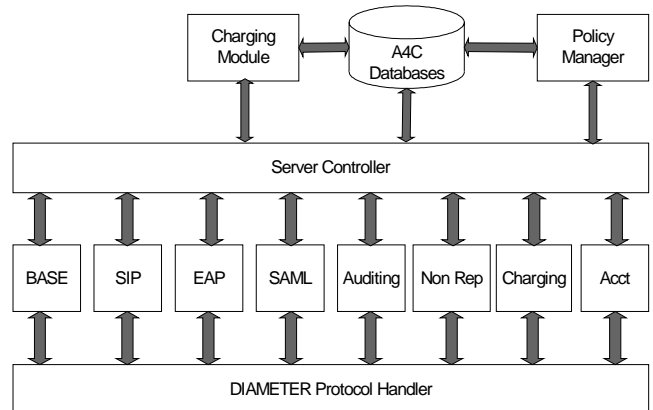 Charging
Module
A4C
Databases
Policy
Manager
Server Controller
BASE
SIP
EAP
SAML
Auditing
Non Rep
Charging
Acct
DIAMETER Protocol Handler